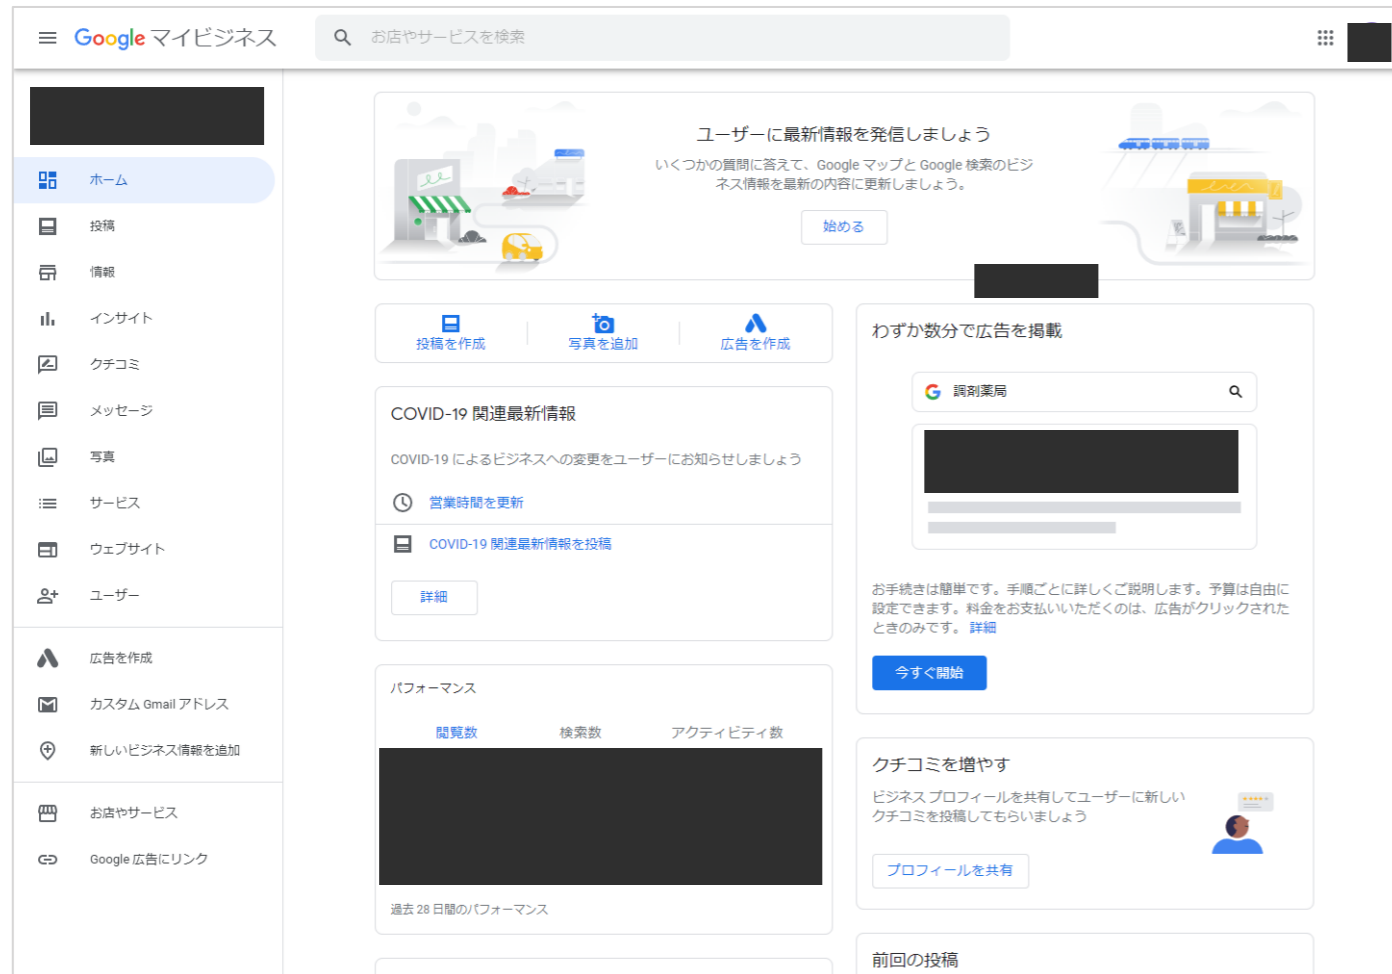 Google マイビジネス
お店やサービスを検索
ホーム
投稿
情報
インサイト
クチコミ
メッセージ
写真
サービス
ウェブサイト
ユーザー
広告を作成
カスタム Gmail アドレス
新しいビジネス情報を追加
お店やサービス
Google 広告にリンク
ユーザーに最新情報を発信しましょう
いくつかの質問に答えて、Google マップと Google 検索のビジ
ネス情報を最新の内容に更新しましょう。
始める
投稿を作成
写真を追加
広告を作成
COVID-19 関連最新情報
COVID-19 によるビジネスへの変更をユーザーにお知らせしましょう
営業時間を更新
COVID-19 関連最新情報を投稿
詳細
パフォーマンス
閲覧数
検索数
アクティビティ数
過去 28 日間のパフォーマンス
わずか数分で広告を掲載
調剤薬局
お手続きは簡単です。手順ごとに詳しくご説明します。予算は自由に
設定できます。料金をお支払いいただくのは、広告がクリックされた
ときのみです。 詳細
今すぐ開始
クチコミを増やす
ビジネス プロフィールを共有してユーザーに新しい
クチコミを投稿してもらいましょう
プロフィールを共有
前回の投稿